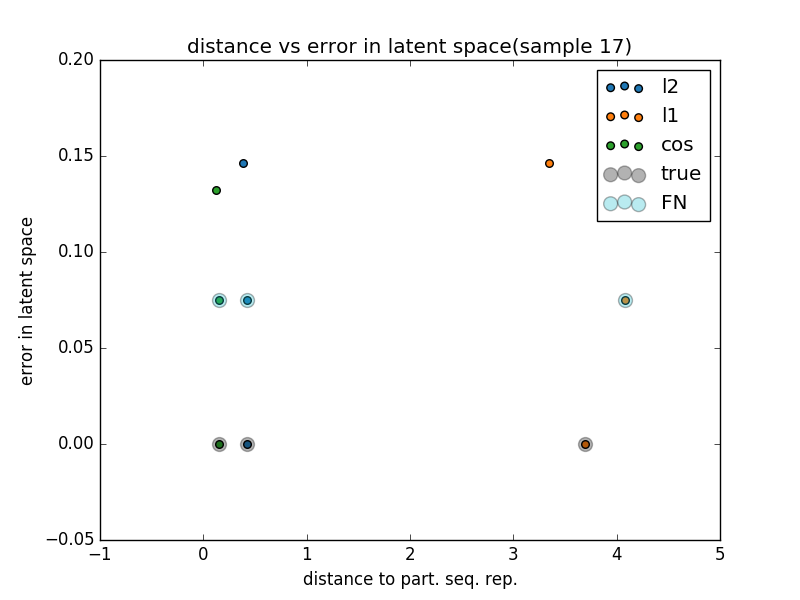 distance vs error in latent space(sample 17)
0.20
0.15
0.10
0.05
0.00
−0.05
error in latent space
l2
l1
cos
true
FN
−1
0
1
2
3
4
5
distance to part. seq. rep.